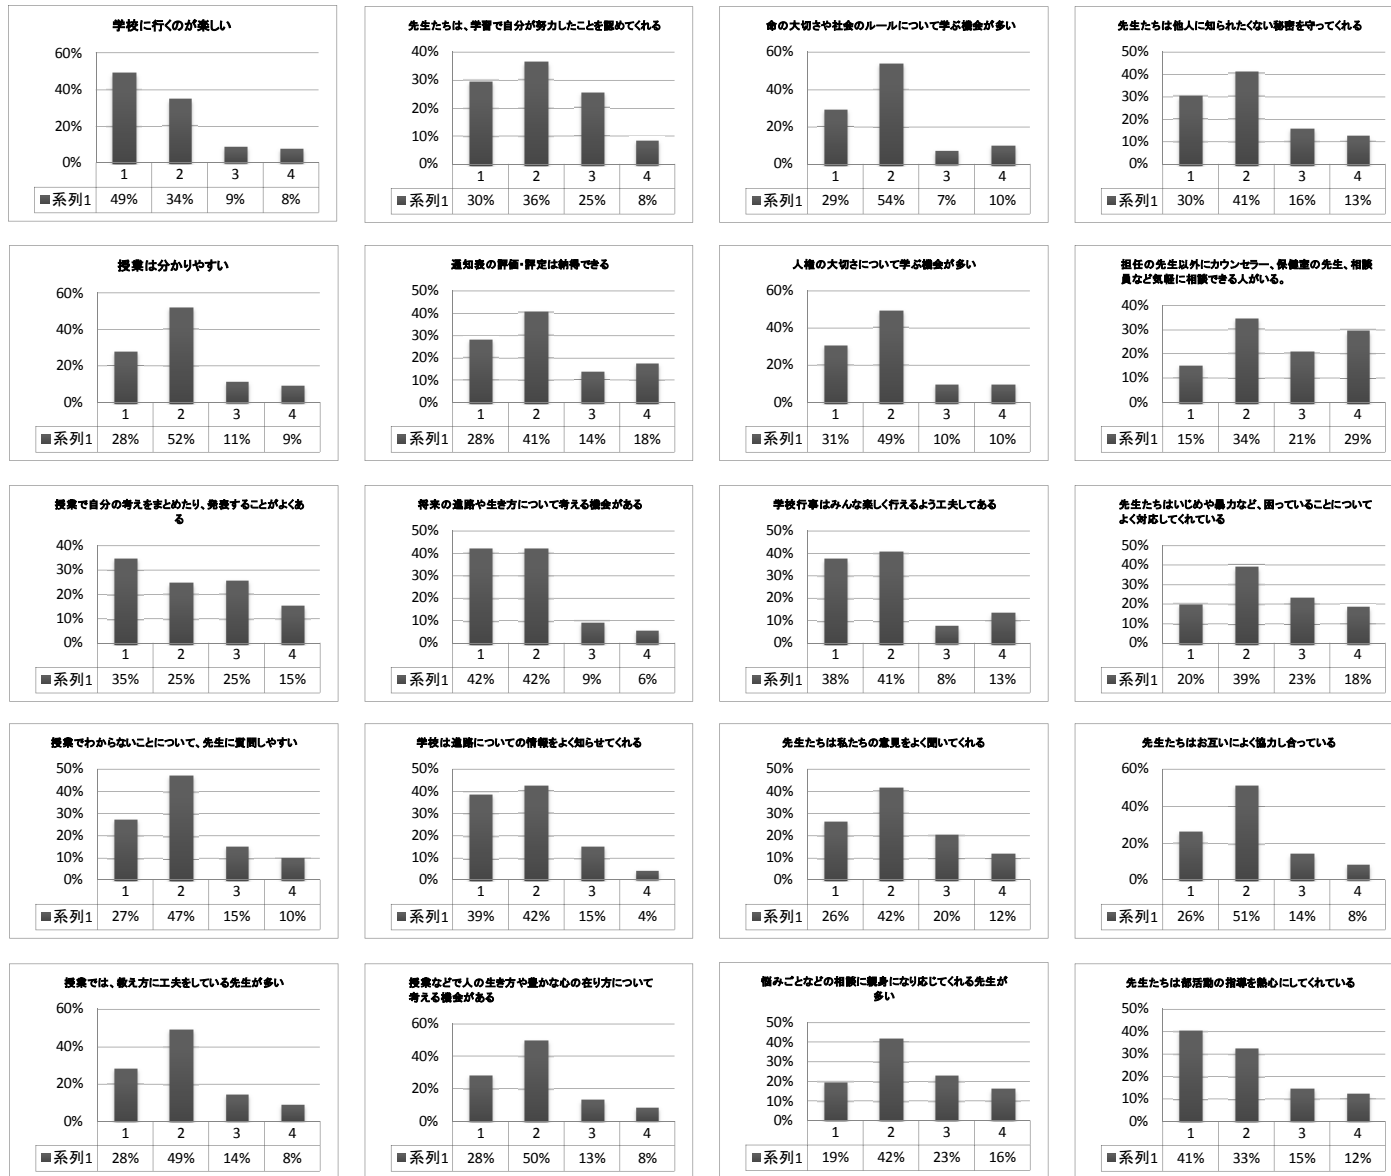 学校に行くのが楽しい
60%
40%
20%
0%
1 2 3 4
系列1 49% 34% 9% 8%
先生たちは、学習で自分が努力したことを認めてくれる
40%
30%
20%
10%
0%
1 2 3 4
系列1 30% 36% 25% 8%
命の大切さや社会のルールについて学ぶ機会が多い
60%
40%
20%
0%
1 2 3 4
系列1 29% 54% 7% 10%
先生たちは他人に知られたくない秘密を守ってくれる
50%
40%
30%
20%
10%
0%
1 2 3 4
系列1 30% 41% 16% 13%
授業は分かりやすい
60%
40%
20%
0%
1 2 3 4
系列1 28% 52% 11% 9%
通知表の評価・評定は納得できる
50%
40%
30%
20%
10%
0%
1 2 3 4
系列1 28% 41% 14% 18%
人権の大切さについて学ぶ機会が多い
60%
40%
20%
0%
1 2 3 4
系列1 31% 49% 10% 10%
担任の先生以外にカウンセラー、保健室の先生、相談
員など気軽に相談できる人がいる。
40%
30%
20%
10%
0%
1 2 3 4
系列1 15% 34% 21% 29%
授業で自分の考えをまとめたり、発表することがよくあ
る
40%
30%
20%
10%
0%
1 2 3 4
系列1 35% 25% 25% 15%
将来の進路や生き方について考える機会がある
50%
40%
30%
20%
10%
0%
1 2 3 4
系列1 42% 42% 9% 6%
学校行事はみんな楽しく行えるよう工夫してある
50%
40%
30%
20%
10%
0%
1 2 3 4
系列1 38% 41% 8% 13%
先生たちはいじめや暴力など、困っていることについて
よく対応してくれている
50%
40%
30%
20%
10%
0%
1 2 3 4
系列1 20% 39% 23% 18%
授業でわからないことについて、先生に質問しやすい
50%
40%
30%
20%
10%
0%
1 2 3 4
系列1 27% 47% 15% 10%
学校は進路についての情報をよく知らせてくれる
50%
40%
30%
20%
10%
0%
1 2 3 4
系列1 39% 42% 15% 4%
先生たちは私たちの意見をよく聞いてくれる
50%
40%
30%
20%
10%
0%
1 2 3 4
系列1 26% 42% 20% 12%
先生たちはお互いによく協力し合っている
60%
40%
20%
0%
1 2 3 4
系列1 26% 51% 14% 8%
授業では、教え方に工夫をしている先生が多い
60%
40%
20%
0%
1 2 3 4
系列1 28% 49% 14% 8%
授業などで人の生き方や豊かな心の在り方について
考える機会がある
60%
40%
20%
0%
1 2 3 4
系列1 28% 50% 13% 8%
悩みごとなどの相談に親身になり応じてくれる先生が
多い
50%
40%
30%
20%
10%
0%
1 2 3 4
系列1 19% 42% 23% 16%
先生たちは部活動の指導を熱心にしてくれている
50%
40%
30%
20%
10%
0%
1 2 3 4
系列1 41% 33% 15% 12%